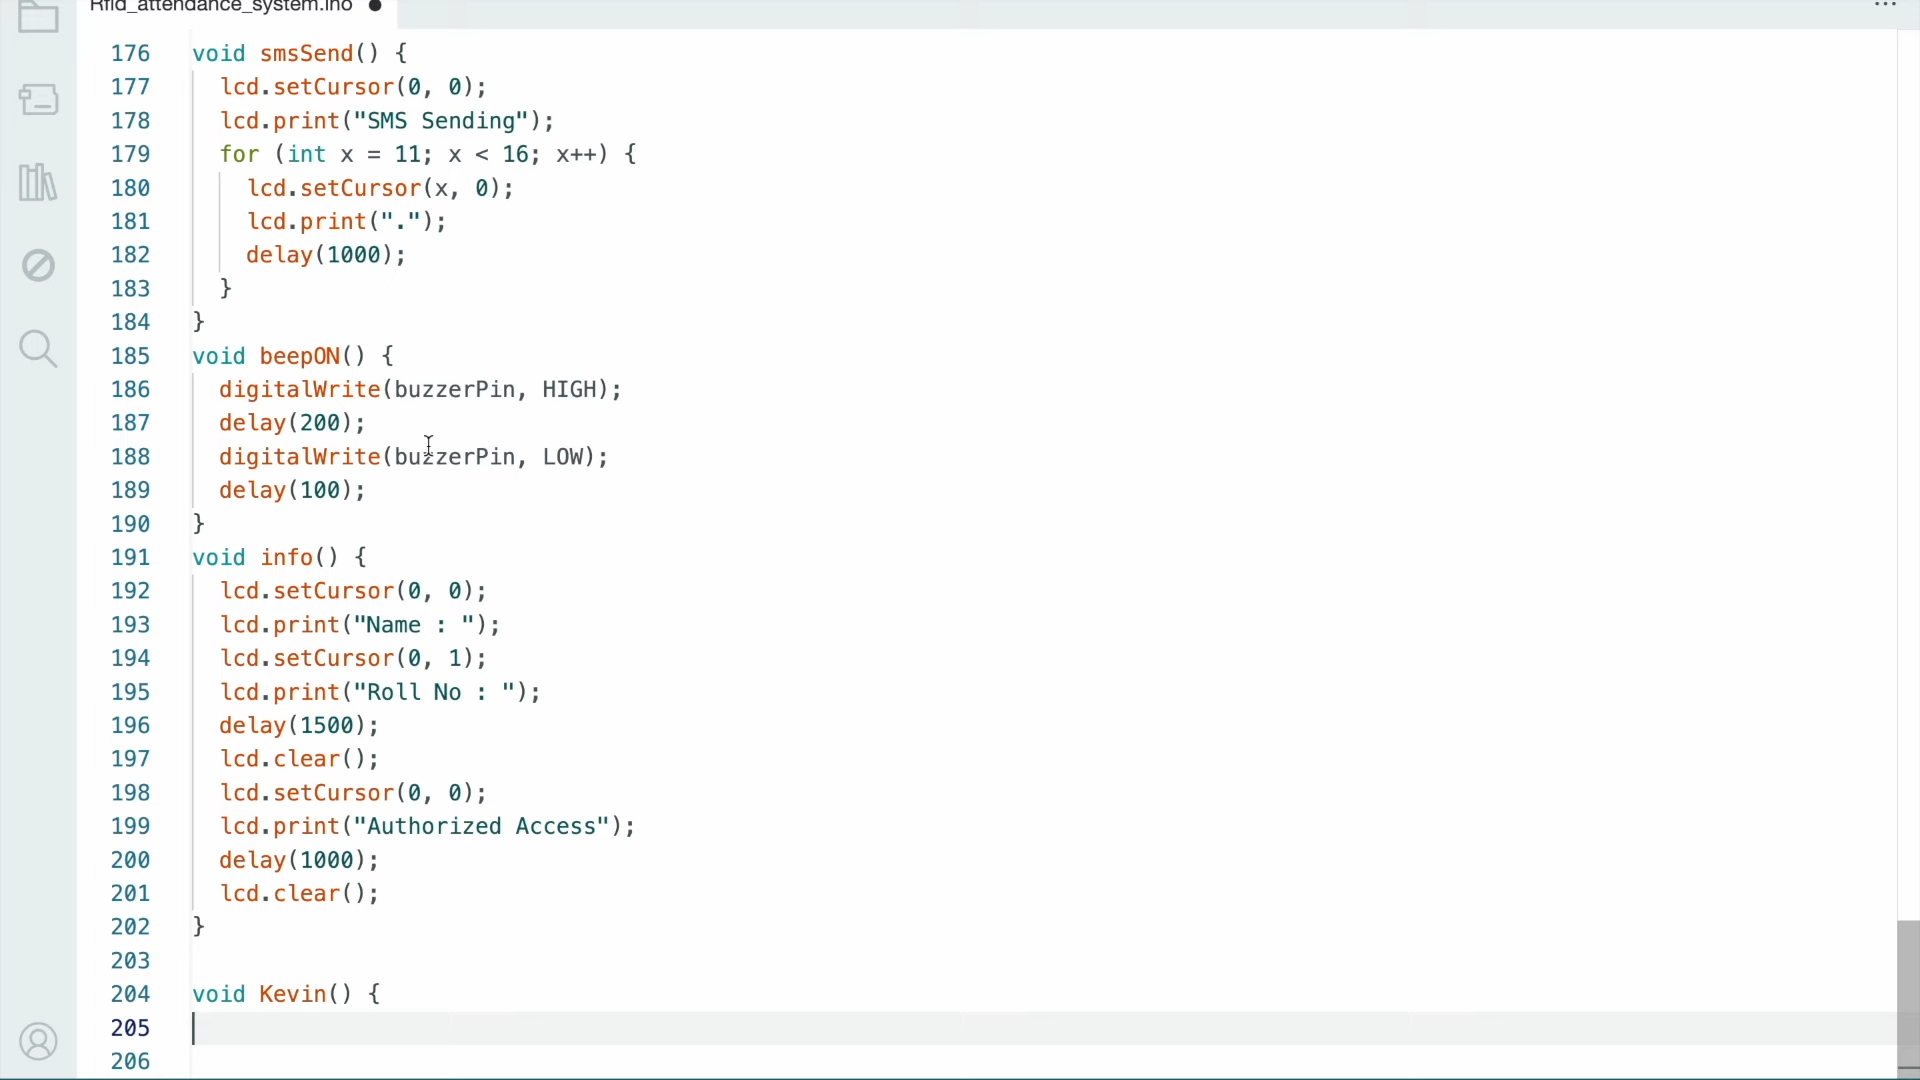 Rfid_attendance_system.ino ● ...
176 void smsSend() {
177 lcd.setCursor(0, 0);
178 lcd.print("SMS Sending");
179 for (int x = 11; x < 16; x++) {
180 lcd.setCursor(x, 0);
181 lcd.print(".");
182 delay(1000);
183 }
184 }
185 void beepON() {
186 digitalWrite(buzzerPin, HIGH);
187 delay(200);
188 digitalWrite(buzzerPin, LOW);
189 delay(100);
190 }
191 void info() {
192 lcd.setCursor(0, 0);
193 lcd.print("Name : ");
194 lcd.setCursor(0, 1);
195 lcd.print("Roll No : ");
196 delay(1500);
197 lcd.clear();
198 lcd.setCursor(0, 0);
199 lcd.print("Authorized Access");
200 delay(1000);
201 lcd.clear();
202 }
203
204 void Kevin() {
205
206